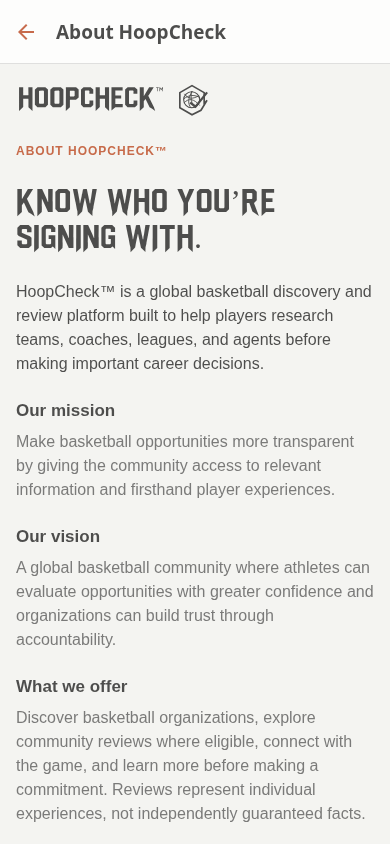 About HoopCheck
HOOPCHECK™
ABOUT HOOPCHECK™
KNOW WHO YOU'RE
SIGNING WITH.
HoopCheck™ is a global basketball discovery and
review platform built to help players research
teams, coaches, leagues, and agents before
making important career decisions.
Our mission
Make basketball opportunities more transparent
by giving the community access to relevant
information and firsthand player experiences.
Our vision
A global basketball community where athletes can
evaluate opportunities with greater confidence and
organizations can build trust through
accountability.
What we offer
Discover basketball organizations, explore
community reviews where eligible, connect with
the game, and learn more before making a
commitment. Reviews represent individual
experiences, not independently guaranteed facts.